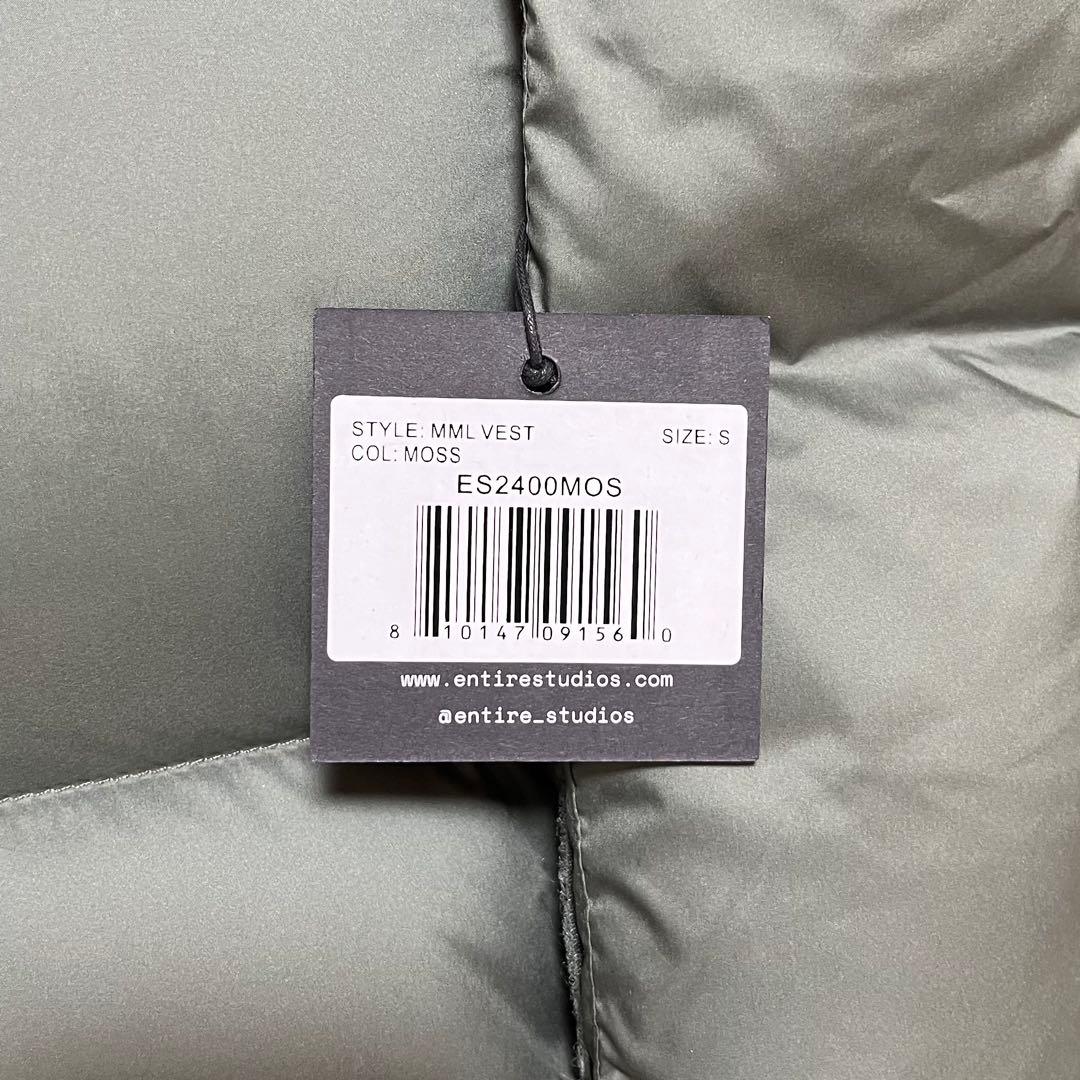 STYLE: MML VEST
SIZE: S
COL: MOSS
ES2400MOS
8 10147 09156 0
www.entirestudios.com
@entire_studios